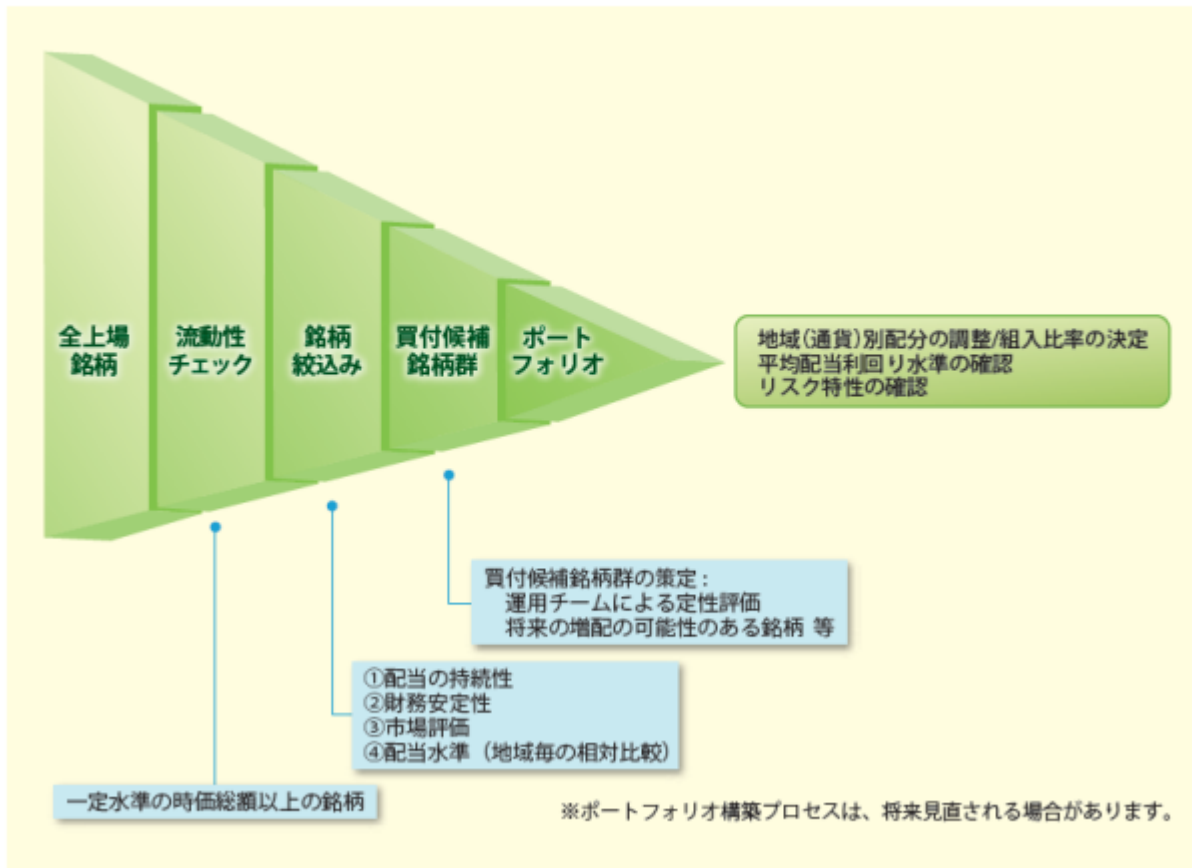 全上場
銘柄
流動性
チェック
銘柄
絞込み
買付候補
銘柄群
ポート
フォリオ
地域(通貨)別配分の調整/組入比率の決定
平均配当利回り水準の確認
リスク特性の確認
買付候補銘柄群の策定：
運用チームによる定性評価
将来の増配の可能性のある銘柄 等
①配当の持続性
②財務安定性
③市場評価
④配当水準（地域毎の相対比較）
一定水準の時価総額以上の銘柄
※ポートフォリオ構築プロセスは、将来見直される場合があります。